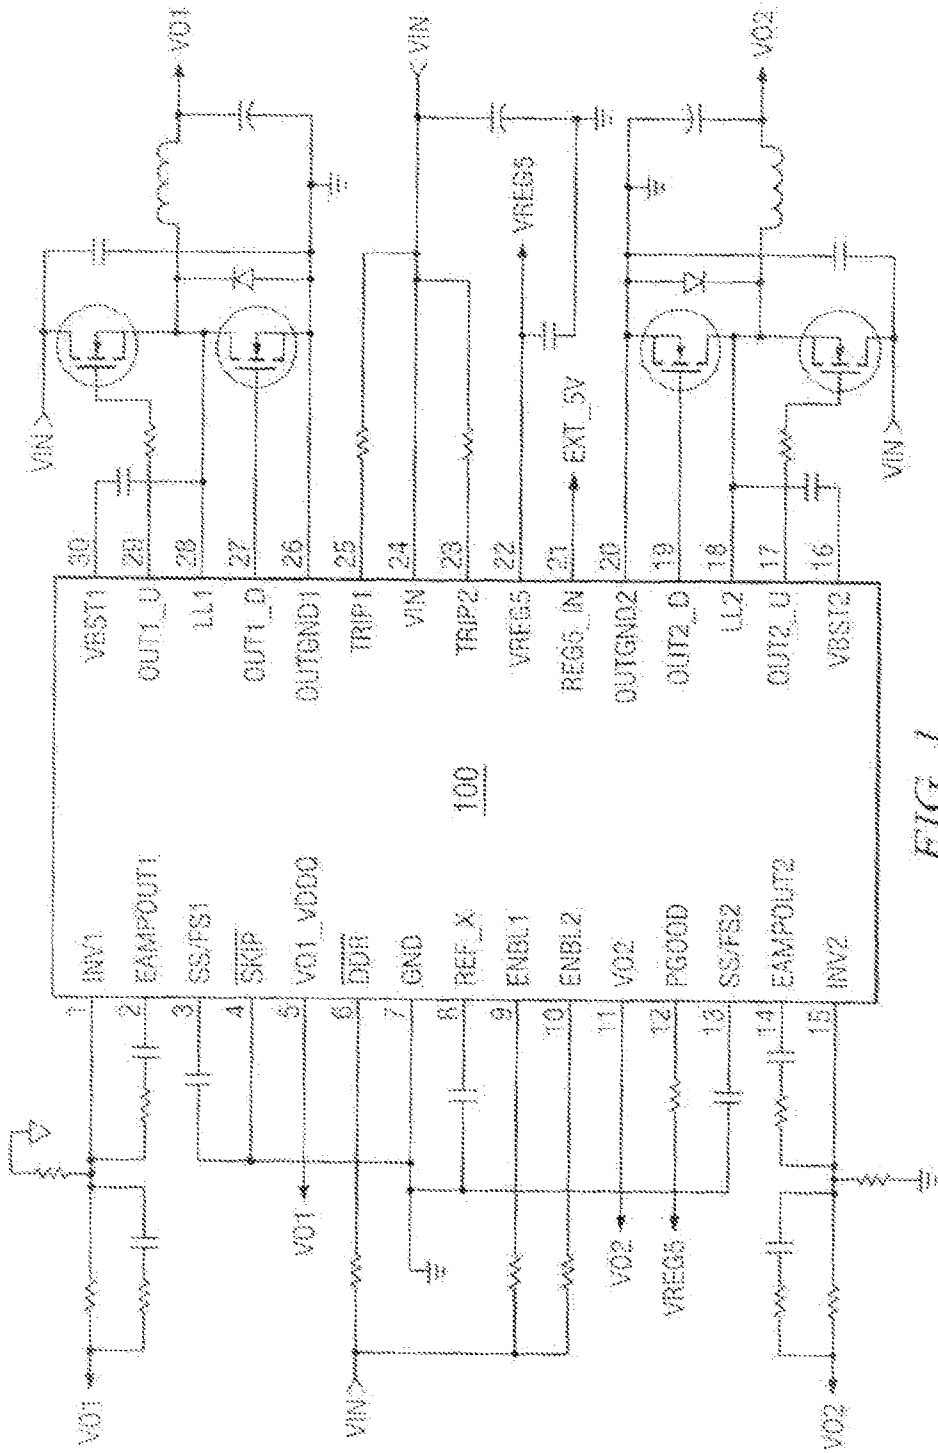 VO1
VIN
VO2
VIN
VREG5
EXT_5V
VIN
30
29
28
27
26
25
24
23
22
21
20
19
18
17
16
VBST1
OUT1_U
LL1
OUT1_D
OUTGND1
TRIP1
VIN
TRIP2
VREG5
REG5_IN
OUTGND2
OUT2_D
LL2
OUT2_U
VBST2
100
INV1
EAMPOUT1
SS/FS1
SKIP
VO1_VDDQ
DDR
GND
REF_X
ENBL1
ENBL2
VO2
PGOOD
SS/FS2
EAMPOUT2
INV2
1
2
3
4
5
6
7
8
9
10
11
12
13
14
15
VO1
VO2
VREG5
VO1
VIN
VO2
FIG. 1